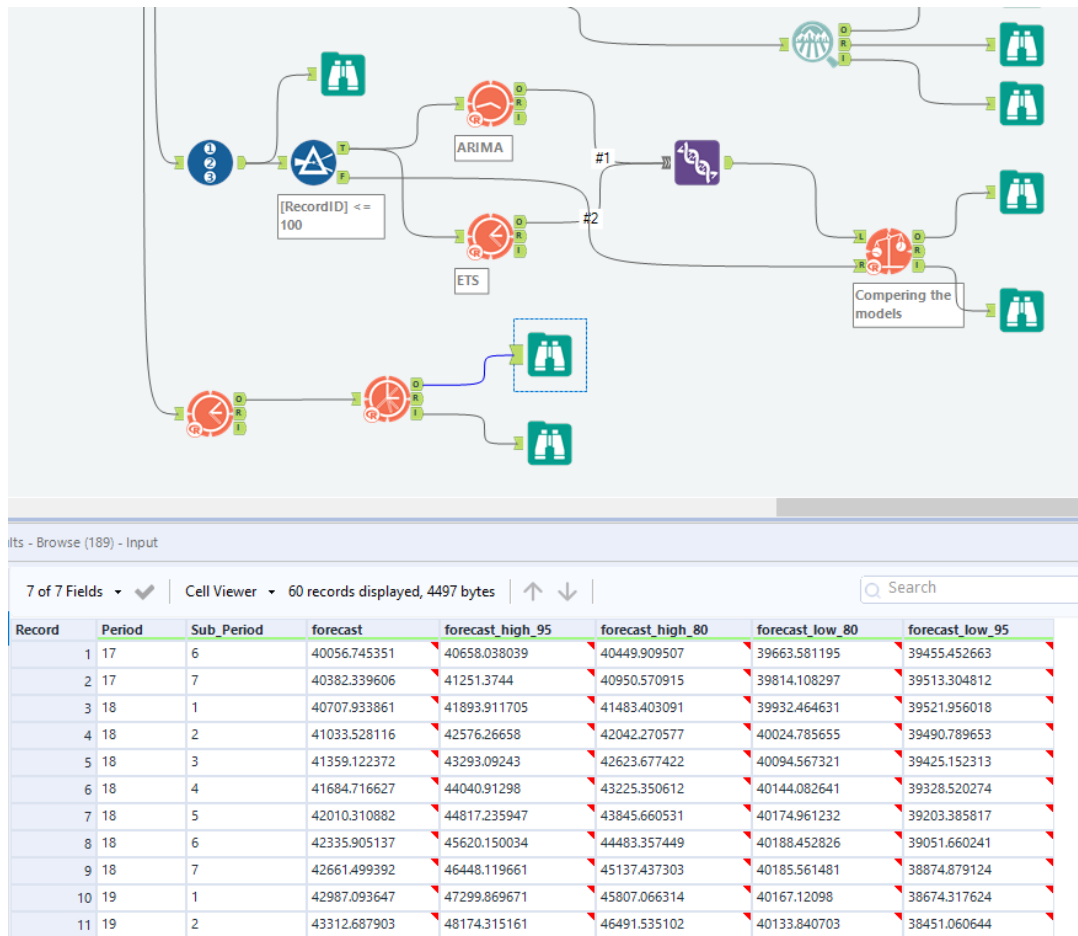 O
R
I
O
R
I
1
2
3
T
F
[RecordID] <=
100
R
ARIMA
#1
O
R
I
R
ETS
#2
L
R
R
O
R
I
Compering the
models
R
O
R
I
R
O
R
I
lts - Browse (189) - Input
7 of 7 Fields Cell Viewer 60 records displayed, 4497 bytes Search
Record Period Sub_Period forecast forecast_high_95 forecast_high_80 forecast_low_80 forecast_low_95
1 17 6 40056.745351 40658.038039 40449.909507 39663.581195 39455.452663
2 17 7 40382.339606 41251.3744 40950.570915 39814.108297 39513.304812
3 18 1 40707.933861 41893.911705 41483.403091 39932.464631 39521.956018
4 18 2 41033.528116 42576.26658 42042.270577 40024.785655 39490.789653
5 18 3 41359.122372 43293.09243 42623.677422 40094.567321 39425.152313
6 18 4 41684.716627 44040.91298 43225.350612 40144.082641 39328.520274
7 18 5 42010.310882 44817.235947 43845.660531 40174.961232 39203.385817
8 18 6 42335.905137 45620.150034 44483.357449 40188.452826 39051.660241
9 18 7 42661.499392 46448.119661 45137.437303 40185.561481 38874.879124
10 19 1 42987.093647 47299.869671 45807.066314 40167.12098 38674.317624
11 19 2 43312.687903 48174.315161 46491.535102 40133.840703 38451.060644